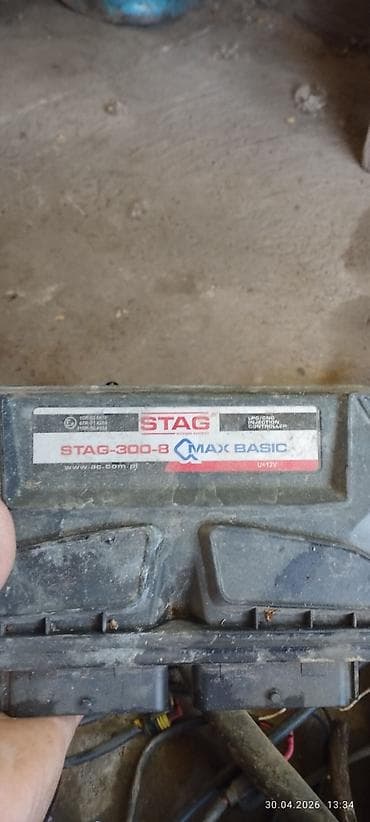 STAG
LPG/CNG
INJECTION
CONTROLLER
STAG-300-8 QMAX BASIC
www.ac.com.pl
U=12V
30.04.2026 13:34